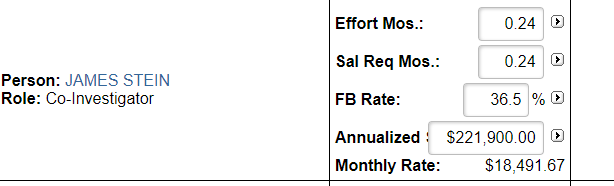 Effort Mos.: 0.24
Sal Req Mos.: 0.24
Person: JAMES STEIN
Role: Co-Investigator
FB Rate: 36.5 %
Annualized $221,900.00
Monthly Rate: $18,491.67